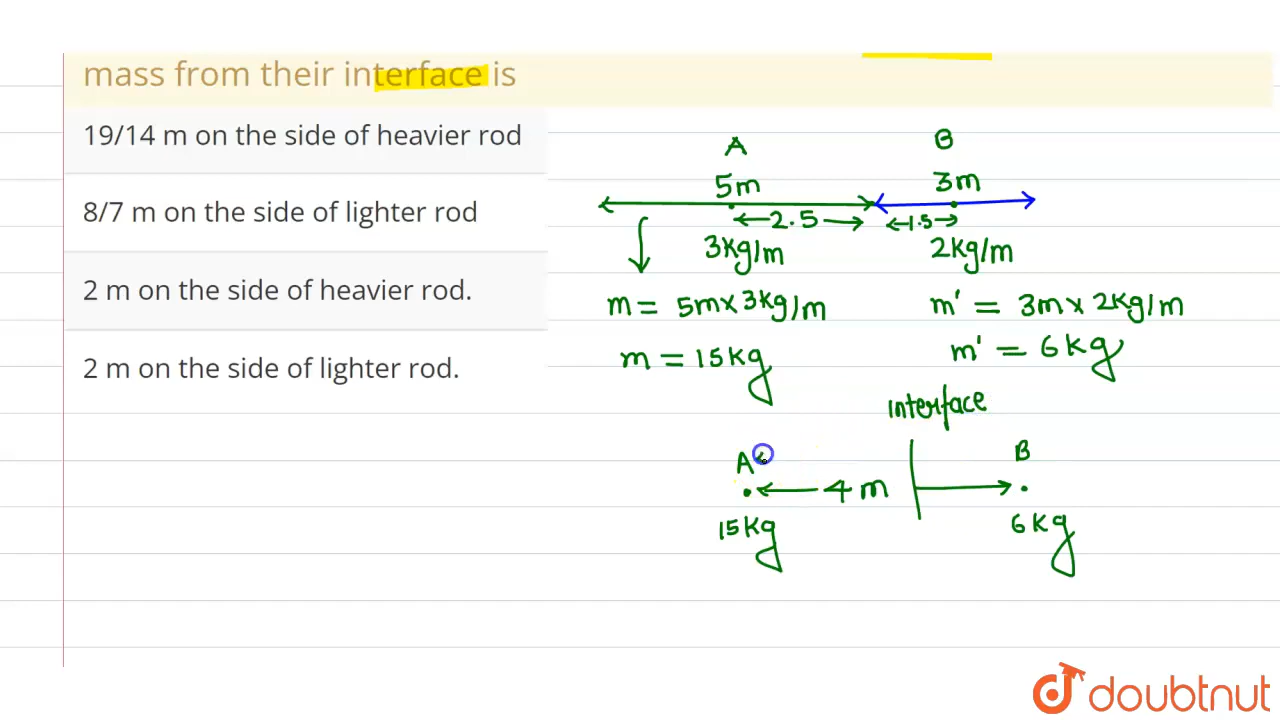 mass from their interface is
19/14 m on the side of heavier rod
8/7 m on the side of lighter rod
2 m on the side of heavier rod.
2 m on the side of lighter rod.
A B
5m 3m
2.5 1.5
3kg/m 2kg/m
m = 5m x 3kg/m m' = 3m x 2kg/m
m = 15kg m' = 6kg
interface
A B
4 m
15kg 6kg
doubtnut